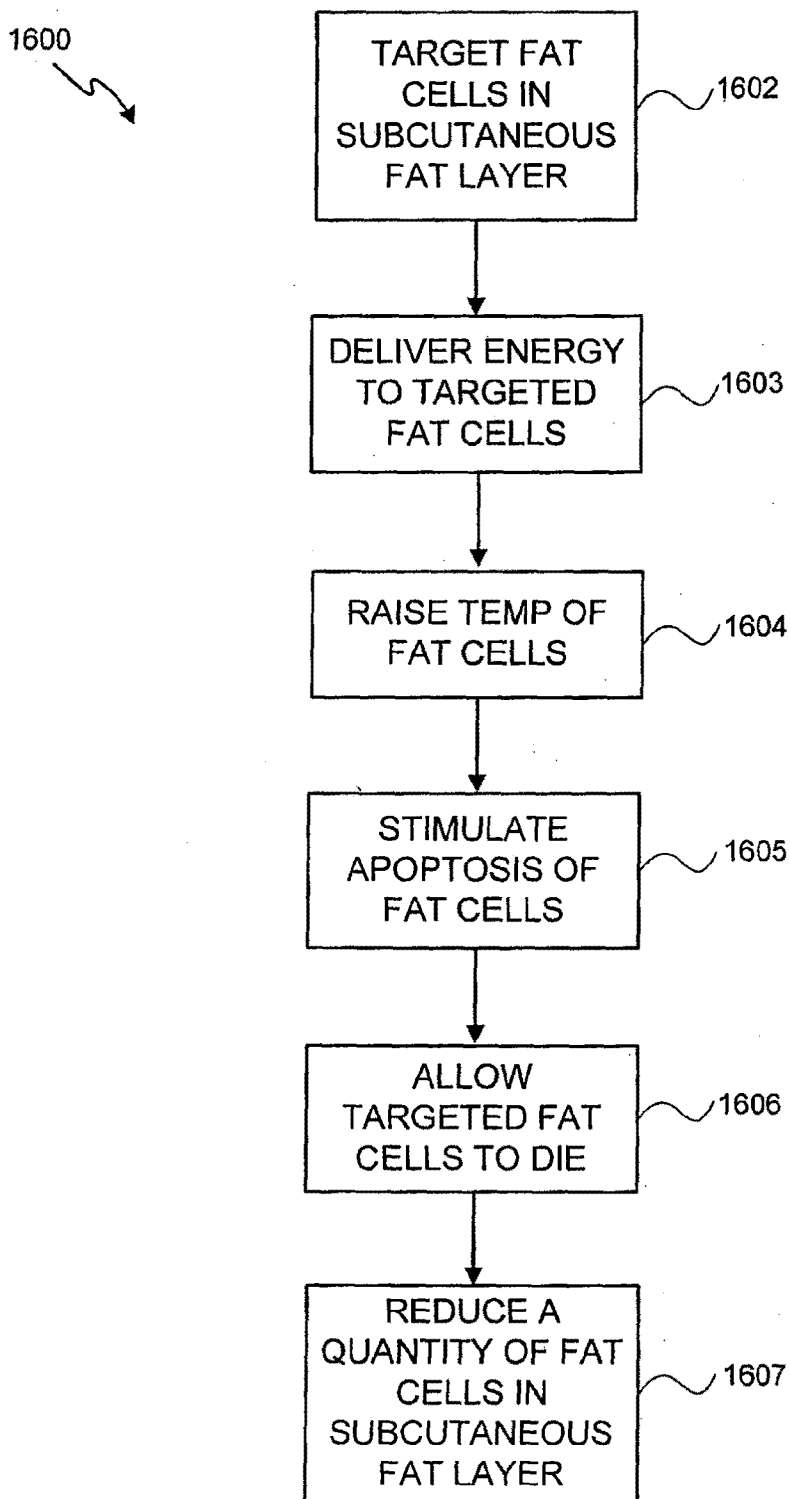 1600
TARGET FAT
CELLS IN
SUBCUTANEOUS
FAT LAYER
1602
DELIVER ENERGY
TO TARGETED
FAT CELLS
1603
RAISE TEMP OF
FAT CELLS
1604
STIMULATE
APOPTOSIS OF
FAT CELLS
1605
ALLOW
TARGETED FAT
CELLS TO DIE
1606
REDUCE A
QUANTITY OF FAT
CELLS IN
SUBCUTANEOUS
FAT LAYER
1607